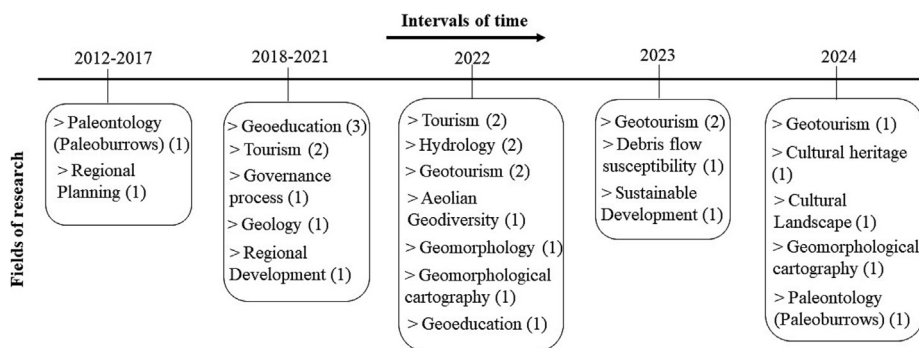 Intervals of time
2012-2017
2018-2021
2022
2023
2024
Fields of research
> Paleontology
(Paleoburrows) (1)
> Regional
Planning (1)
> Geoeducation (3)
> Tourism (2)
> Governance
process (1)
> Geology (1)
> Regional
Development (1)
> Tourism (2)
> Hydrology (2)
> Geotourism (2)
> Aeolian
Geodiversity (1)
> Geomorphology (1)
> Geomorphological
cartography (1)
> Geoeducation (1)
> Geotourism (2)
> Debris flow
susceptibility (1)
> Sustainable
Development (1)
> Geotourism (1)
> Cultural heritage
(1)
> Cultural
Landscape (1)
> Geomorphological
cartography (1)
> Paleontology
(Paleoburrows) (1)